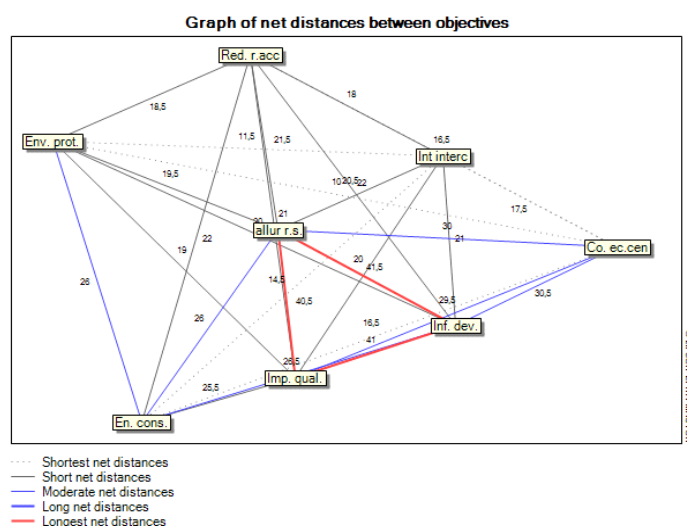 Graph of net distances between objectives
Red. r.acc
18
18,5
11,5
21,5
16,5
Env. prot.
Int interc
19,5
10
20,5
22
17,5
21
30
allur r.s.
21
Co. ec.cen
19
22
20
41,5
26
14,5
40,5
29,5
30,5
26
16,5
Inf. dev.
41
Imp. qual.
25,5
En. cons.
Shortest net distances
Short net distances
Moderate net distances
Long net distances
Longest net distances